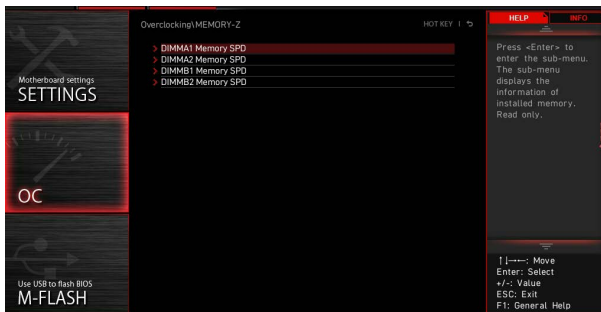 Motherboard settings
SETTINGS
OC
Use USB to flash BIOS
M-FLASH
Overclocking\MEMORY-Z
HOT KEY
DIMMA1 Memory SPD
DIMMA2 Memory SPD
DIMMB1 Memory SPD
DIMMB2 Memory SPD
HELP
INFO
Press <Enter> to
enter the sub-menu.
The sub-menu
displays the
information of
installed memory.
Read only.
↑↓→←: Move
Enter: Select
+/-: Value
ESC: Exit
F1: General Help